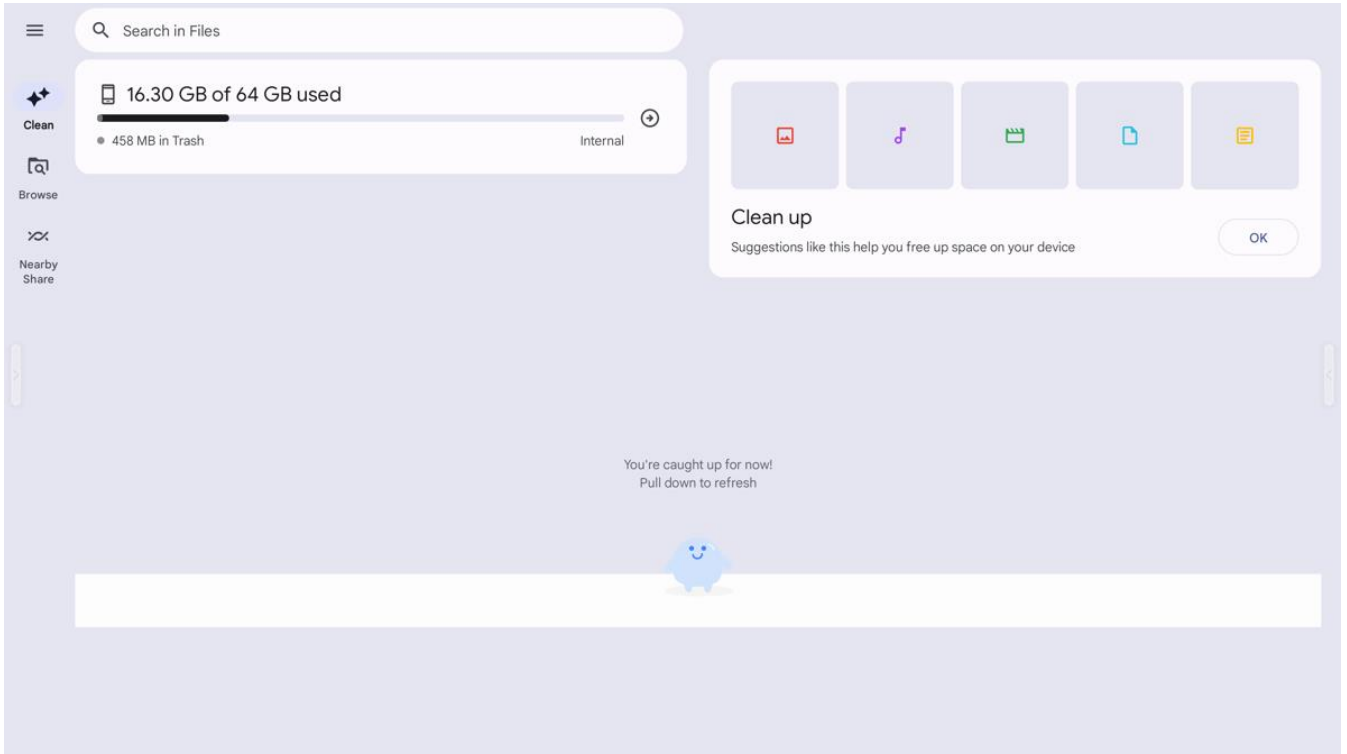 Search in Files
Clean
Browse
Nearby
Share
16.30 GB of 64 GB used
458 MB in Trash
Internal
Clean up
Suggestions like this help you free up space on your device
OK
You're caught up for now!
Pull down to refresh